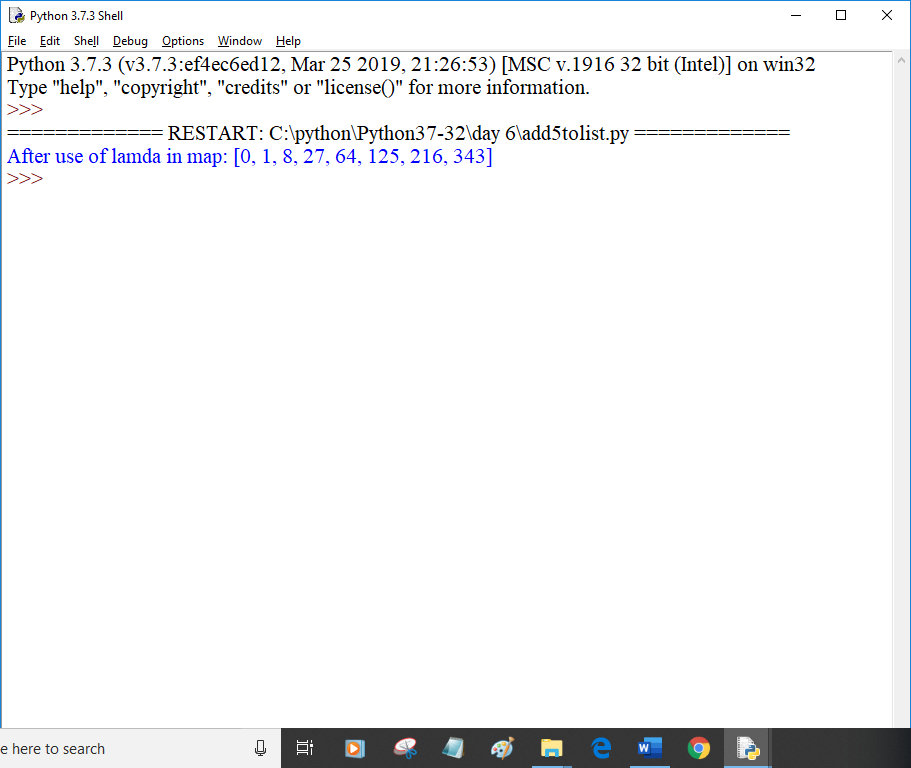 Python 3.7.3 Shell
File Edit Shell Debug Options Window Help
Python 3.7.3 (v3.7.3:ef4ec6ed12, Mar 25 2019, 21:26:53) [MSC v.1916 32 bit (Intel)] on win32
Type "help", "copyright", "credits" or "license()" for more information.
>>>
============= RESTART: C:\python\Python37-32\day 6\add5tolist.py =============
After use of lamda in map: [0, 1, 8, 27, 64, 125, 216, 343]
>>>
e here to search